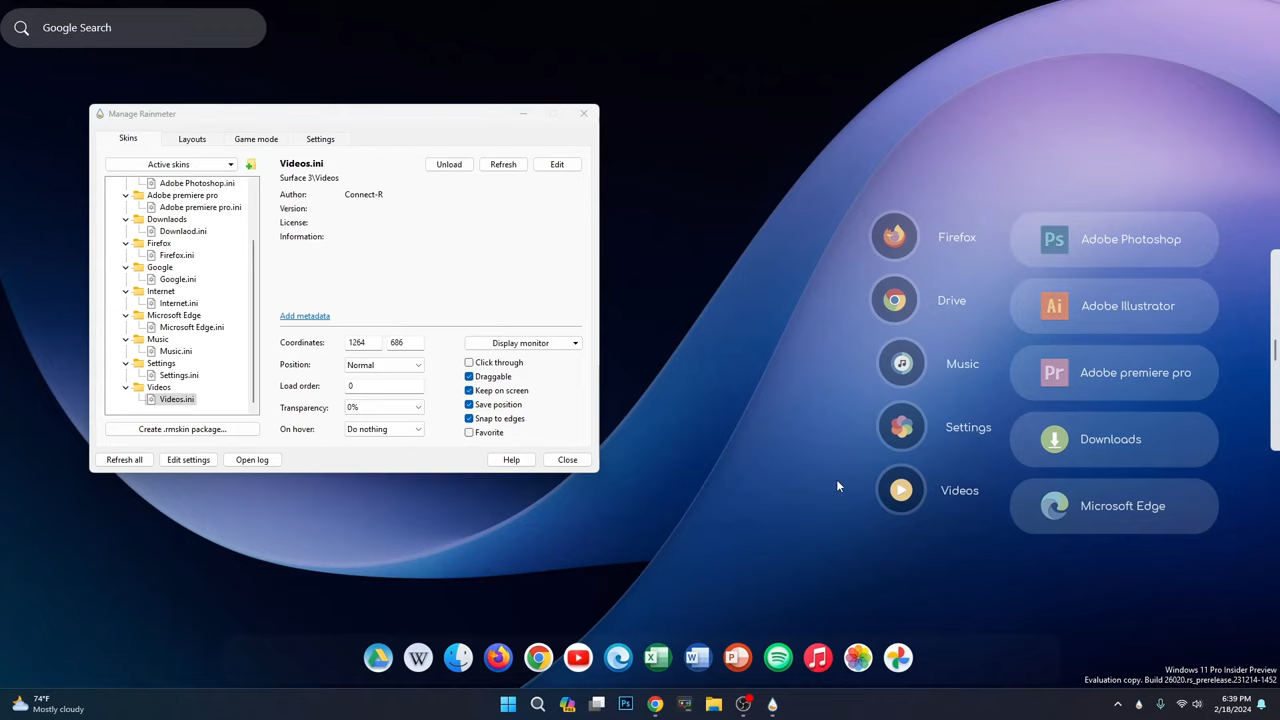 Google Search
Manage Rainmeter
Skins
Layouts
Game mode
Settings
Active skins
Adobe Photoshop.ini
Adobe premiere pro
Adobe premiere pro.ini
Downlaods
Downlaod.ini
Firefox
Firefox.ini
Google
Google.ini
Internet
Internet.ini
Microsoft Edge
Microsoft Edge.ini
Music
Music.ini
Settings
Settings.ini
Videos
Videos.ini
Create .rmskin package...
Videos.ini
Unload
Refresh
Edit
Surface 3\Videos
Author: Connect-R
Version:
License:
Information:
Add metadata
Coordinates: 1264 686
Display monitor
Position: Normal
Load order: 0
Transparency: 0%
On hover: Do nothing
Click through
Draggable
Keep on screen
Save position
Snap to edges
Favorite
Refresh all
Edit settings
Open log
Help
Close
Firefox
Drive
Music
Settings
Videos
Ps Adobe Photoshop
Ai Adobe Illustrator
Pr Adobe premiere pro
Downloads
Microsoft Edge
W
X
W
P
Windows 11 Pro Insider Preview
Evaluation copy. Build 26020.rs_prerelease.231214-1452
74°F
Mostly cloudy
Ps
6:39 PM
2/18/2024